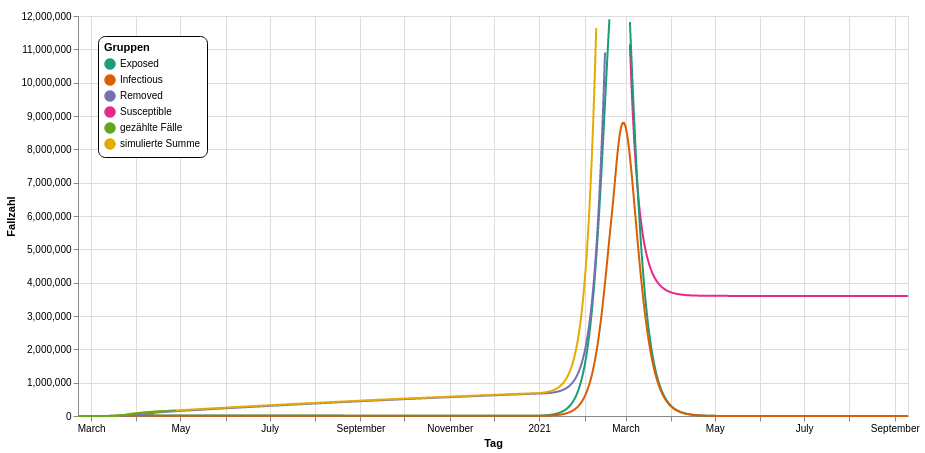 12,000,000
11,000,000
10,000,000
9,000,000
8,000,000
7,000,000
6,000,000
5,000,000
4,000,000
3,000,000
2,000,000
1,000,000
0
Fallzahl
Gruppen
Exposed
Infectious
Removed
Susceptible
gezählte Fälle
simulierte Summe
March May July September November 2021 March May July September
Tag